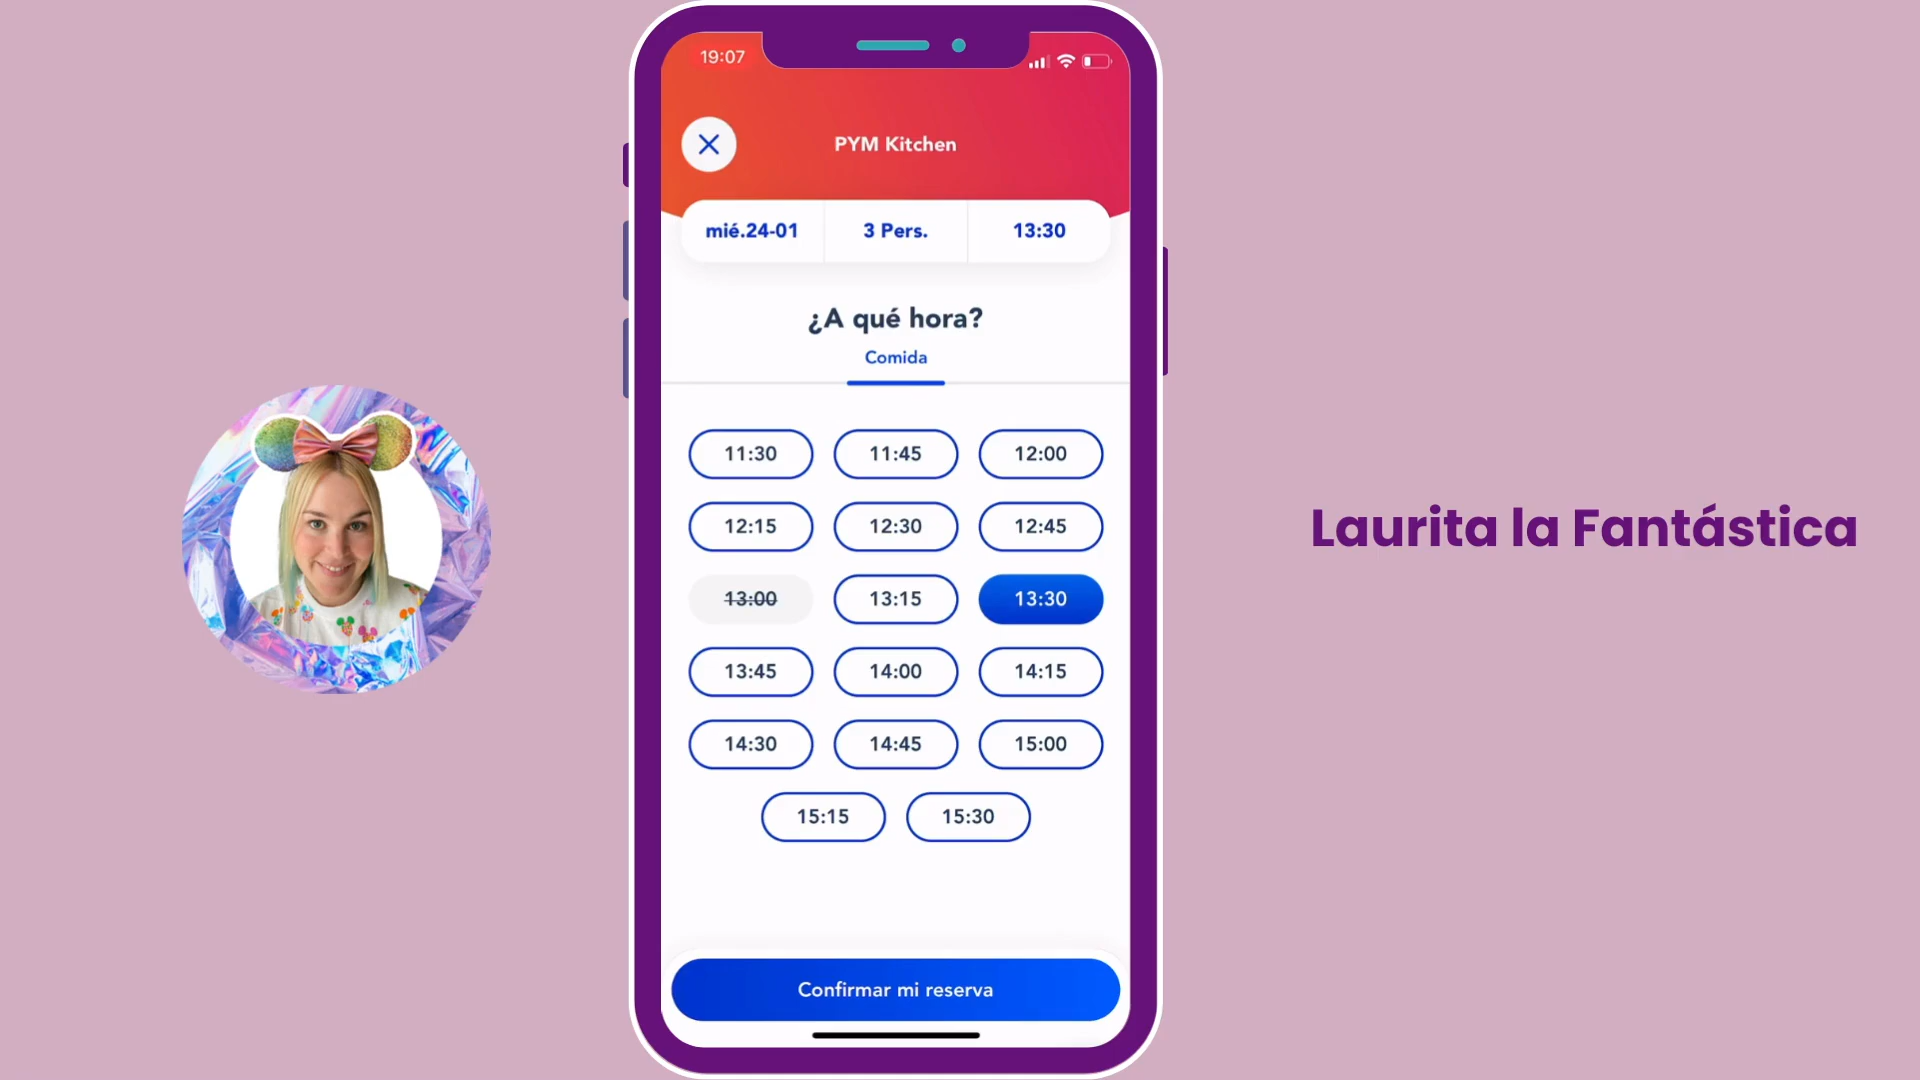 19:07
PYM Kitchen
mié.24-01 3 Pers. 13:30
¿A qué hora?
Comida
11:30 11:45 12:00
12:15 12:30 12:45
13:00 13:15 13:30
13:45 14:00 14:15
14:30 14:45 15:00
15:15 15:30
Confirmar mi reserva
Laurita la Fantástica